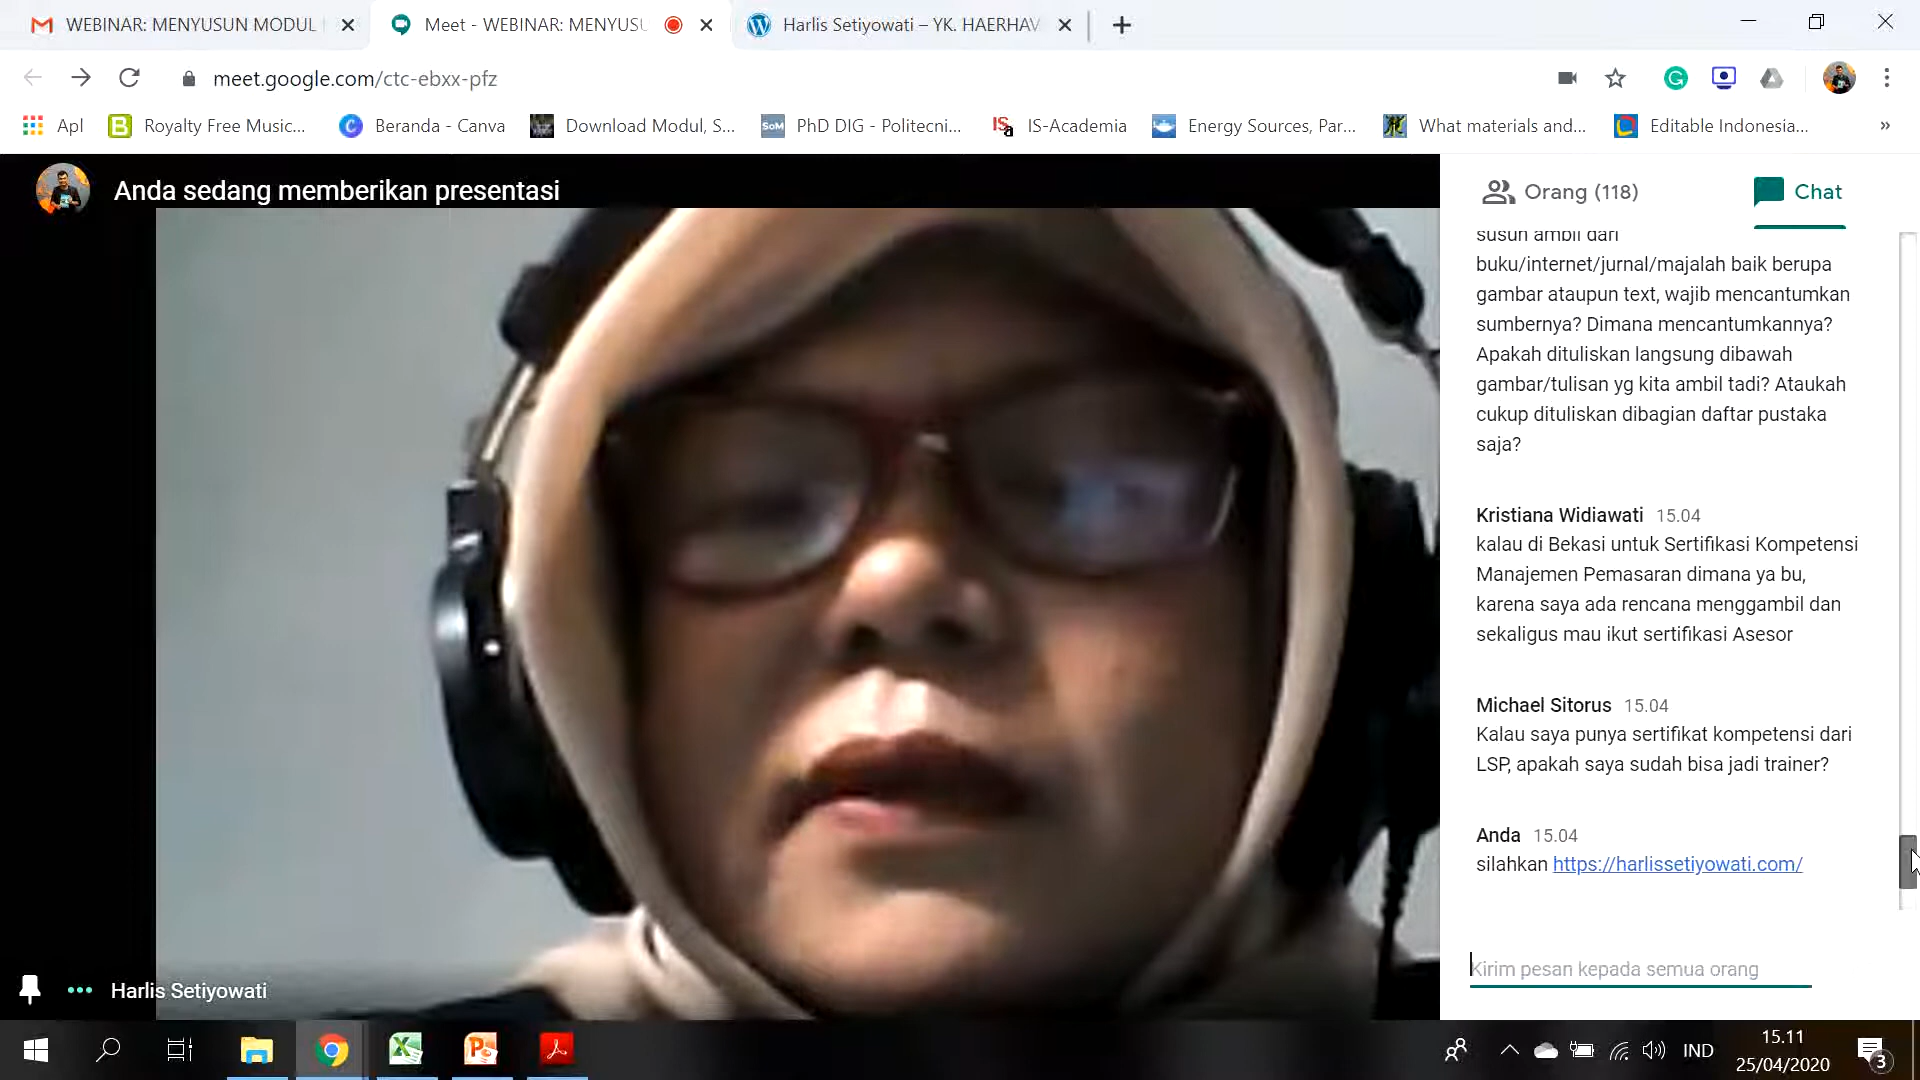 WEBINAR: MENYUSUN MODUL
Meet - WEBINAR: MENYUSU
Harlis Setiyowati – YK. HAERHAV
meet.google.com/ctc-ebxx-pfz
Apl
Royalty Free Music...
Beranda - Canva
Download Modul, S...
SoM
PhD DIG - Politecni...
IS-Academia
Energy Sources, Par...
What materials and...
Editable Indonesia...
»
Anda sedang memberikan presentasi
Orang (118)
Chat
susun ambil dari
buku/internet/jurnal/majalah baik berupa
gambar ataupun text, wajib mencantumkan
sumbernya? Dimana mencantumkannya?
Apakah dituliskan langsung dibawah
gambar/tulisan yg kita ambil tadi? Ataukah
cukup dituliskan dibagian daftar pustaka
saja?
Kristiana Widiawati 15.04
kalau di Bekasi untuk Sertifikasi Kompetensi
Manajemen Pemasaran dimana ya bu,
karena saya ada rencana menggambil dan
sekaligus mau ikut sertifikasi Asesor
Michael Sitorus 15.04
Kalau saya punya sertifikat kompetensi dari
LSP, apakah saya sudah bisa jadi trainer?
Anda 15.04
silahkan https://harlissetiyowati.com/
Kirim pesan kepada semua orang
Harlis Setiyowati
IND
15.11
25/04/2020
3